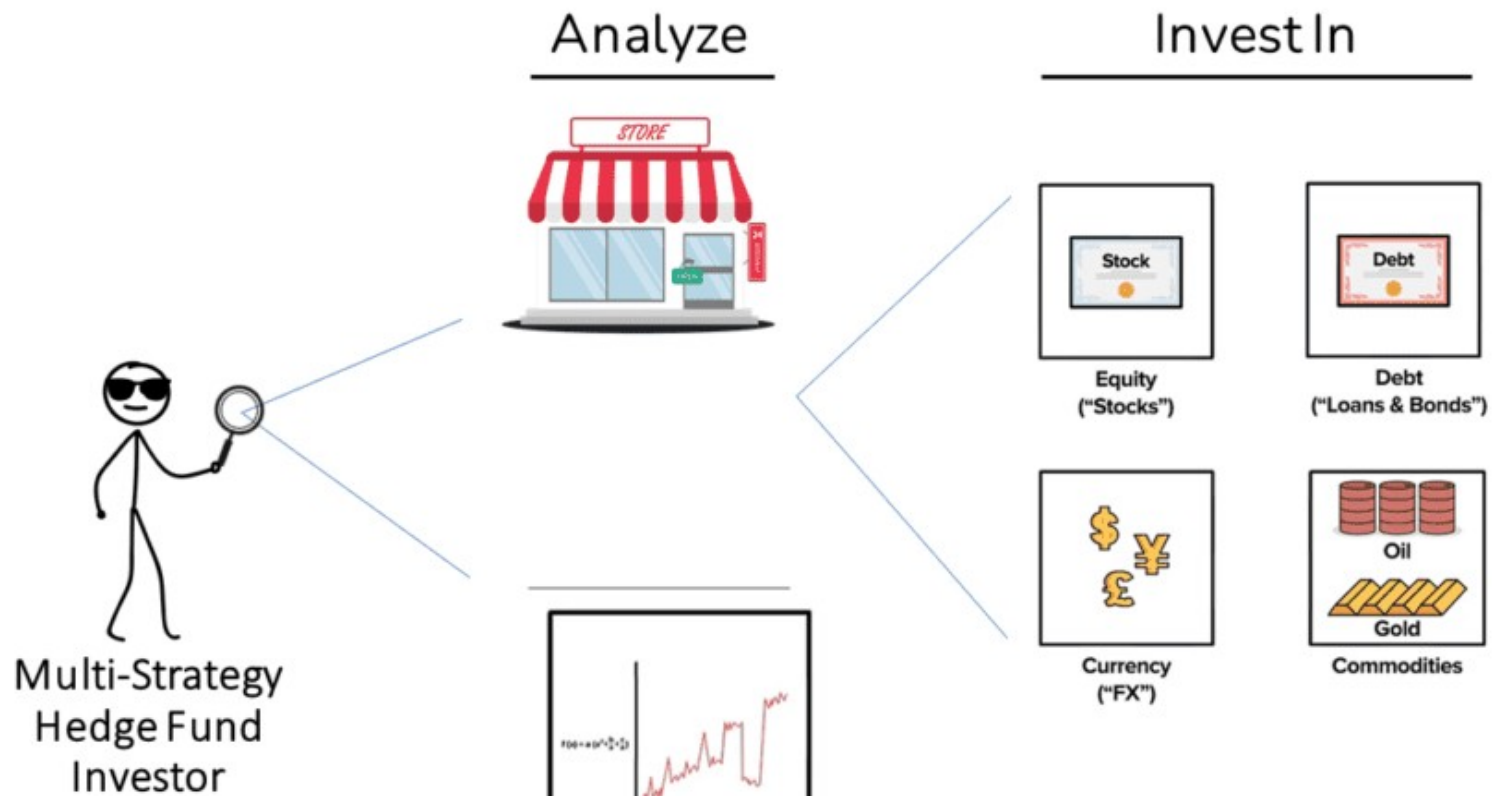 Analyze
Invest In
STORE
Stock
Debt
Equity
("Stocks")
Debt
("Loans & Bonds")
Oil
Gold
Currency
("FX")
Commodities
Multi-Strategy
Hedge Fund
Investor
$
¥
£